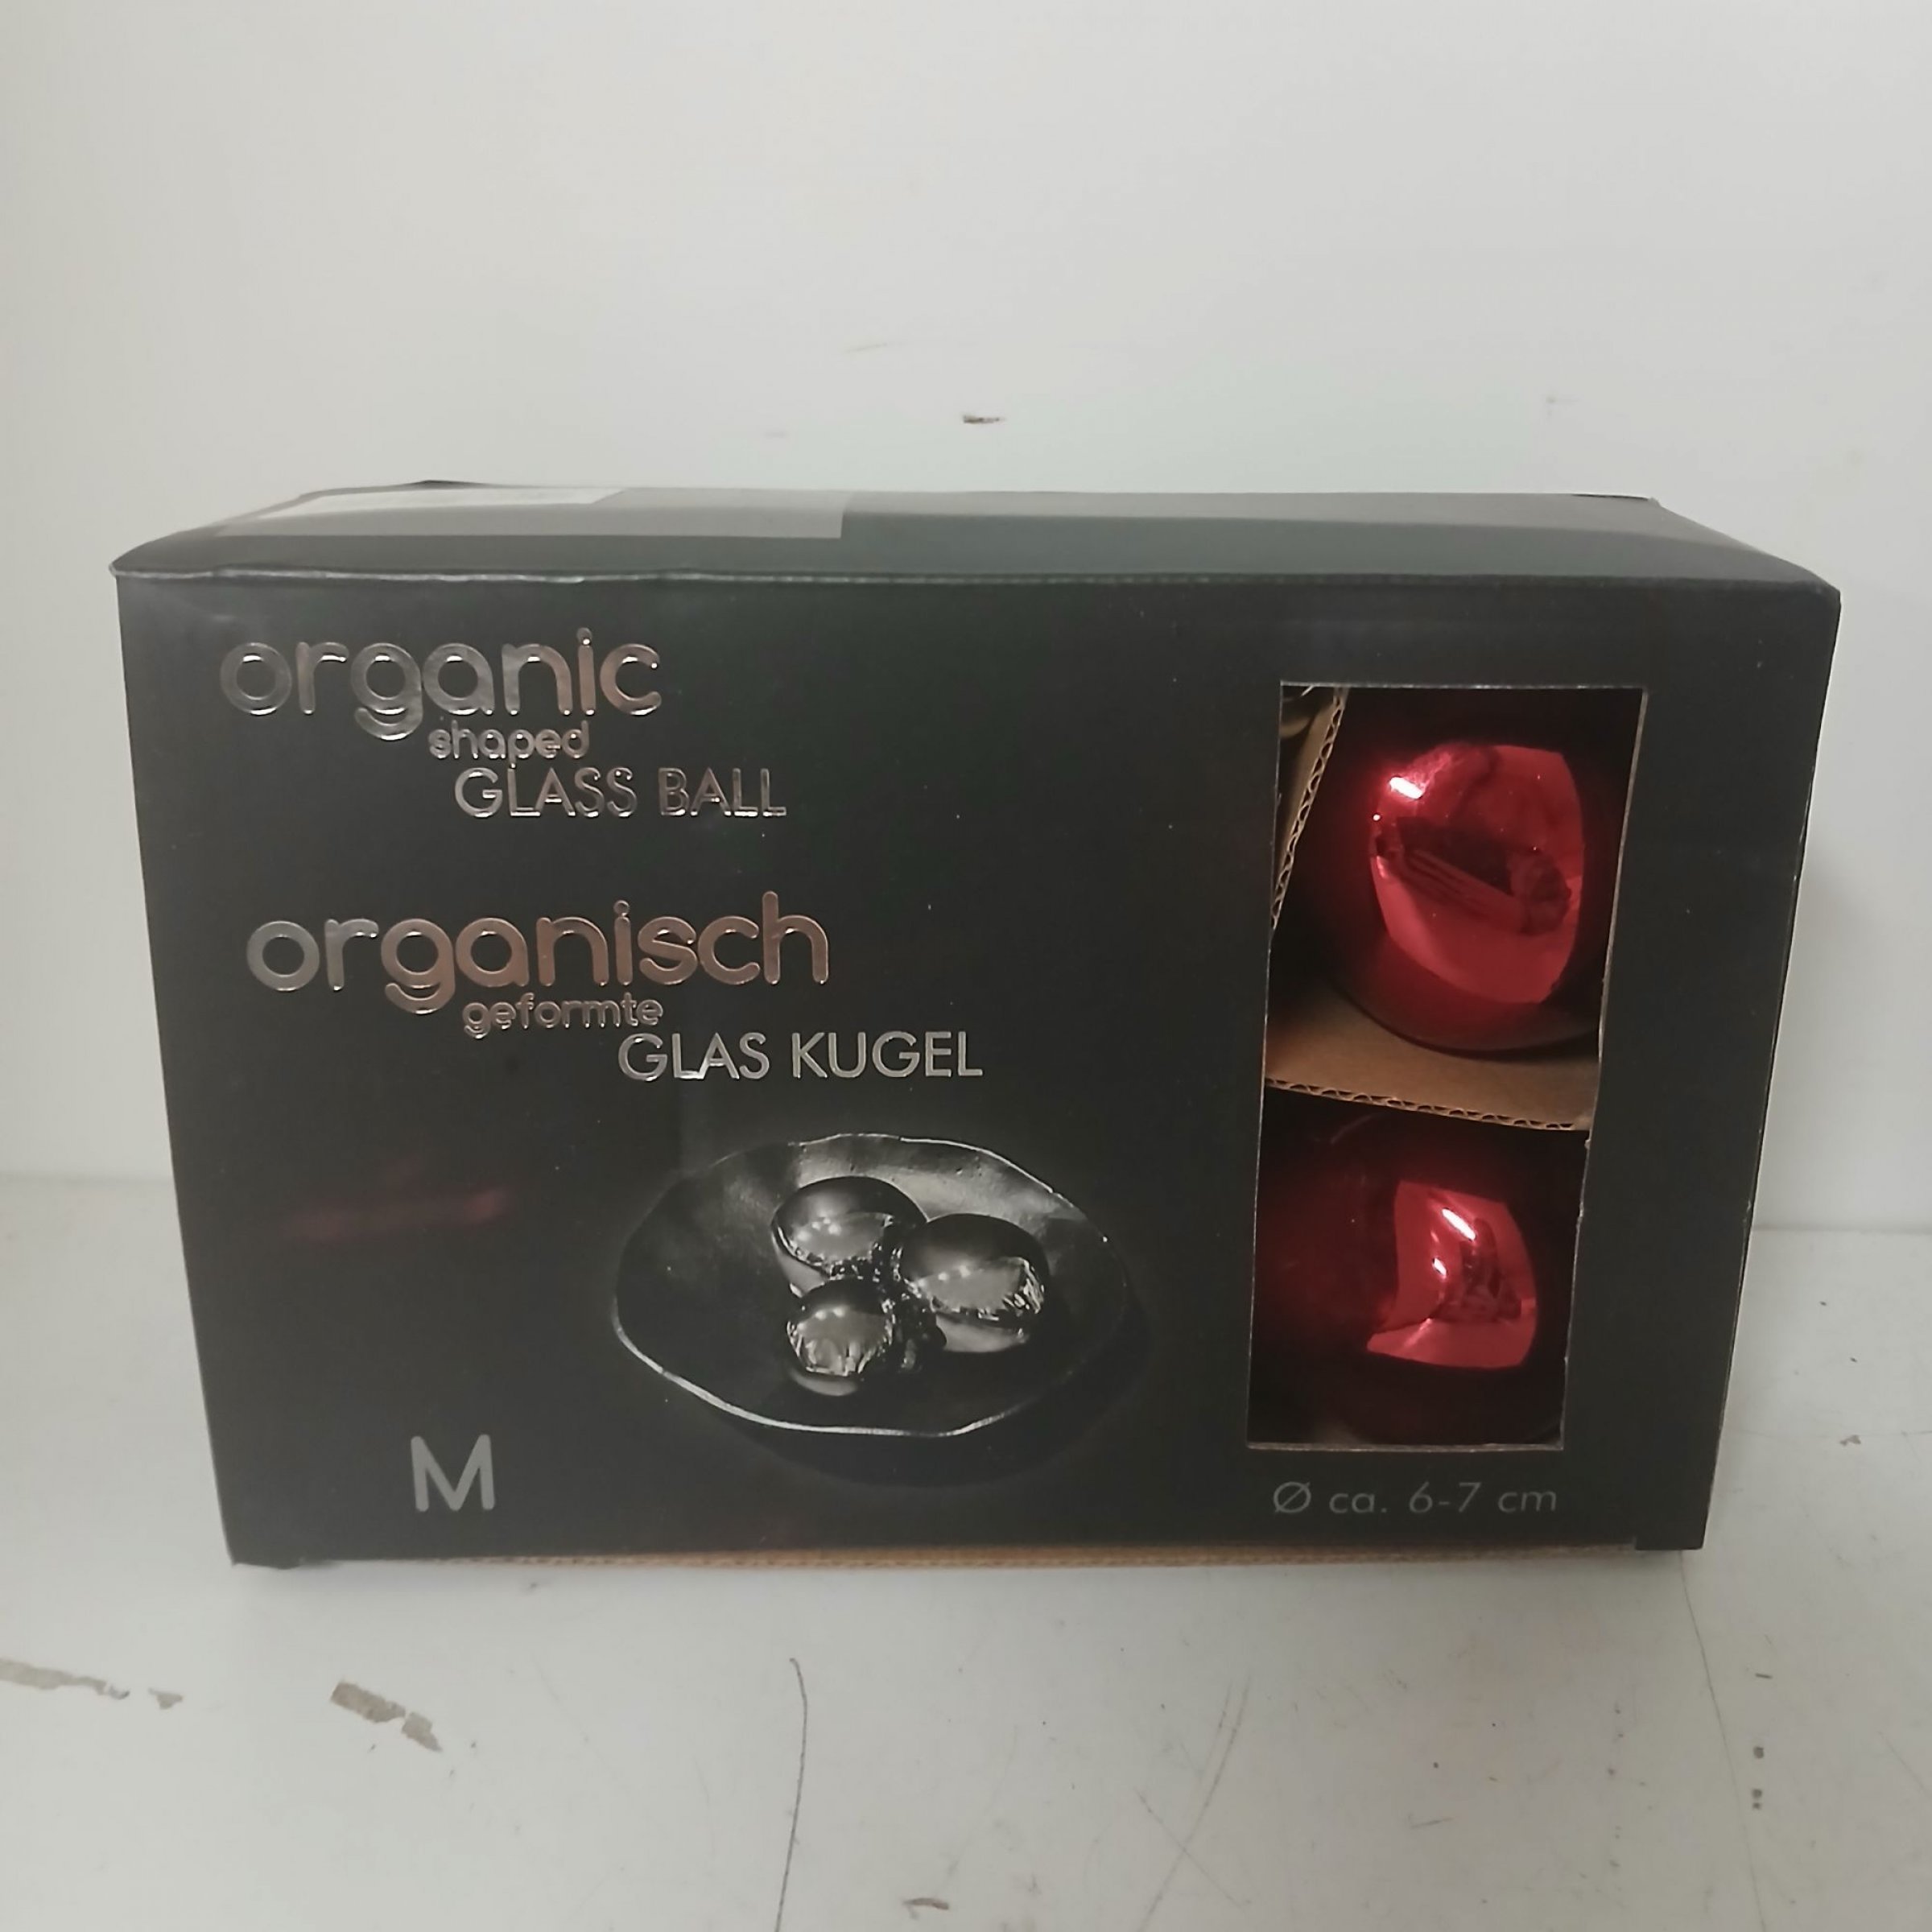 organic
shaped
GLASS BALL
organisch
geformte
GLAS KUGEL
M
Ø ca. 6-7 cm